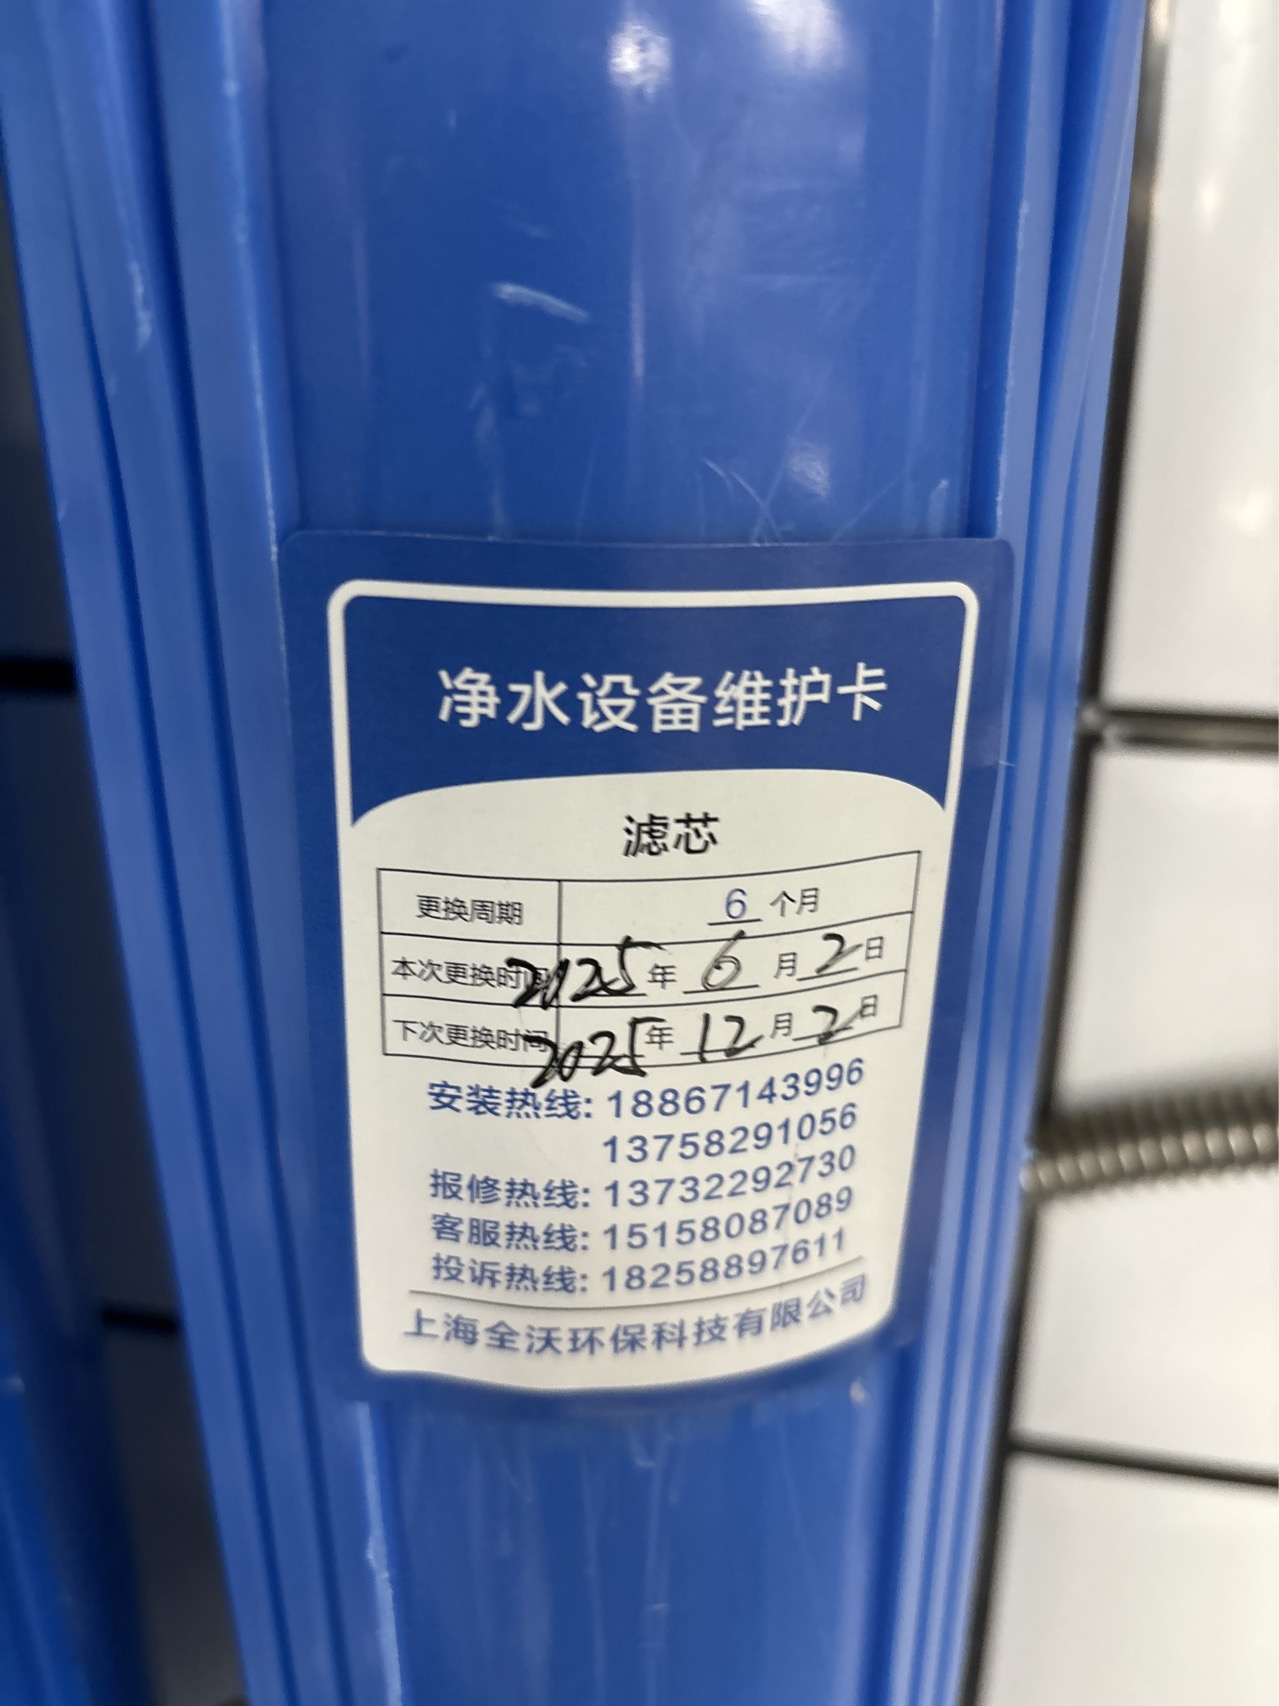 净水设备维护卡
滤芯
更换周期 6 个月
本次更换时间 2025 年 6 月 2 日
下次更换时间 2025 年 12 月 2 日
安装热线: 18867143996
13758291056
报修热线: 13732292730
客服热线: 15158087089
投诉热线: 18258897611
上海全沃环保科技有限公司